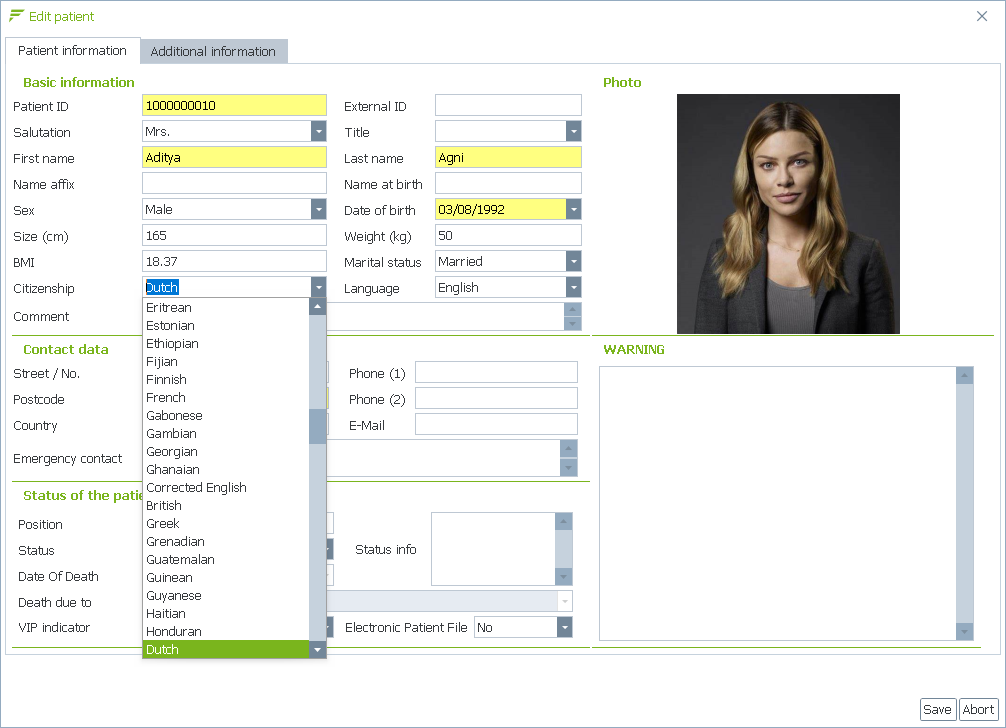 Edit patient
Patient information Additional information
Basic information Photo
Patient ID 1000000010 External ID
Salutation Mrs. Title
First name Aditya Last name Agni
Name affix Name at birth
Sex Male Date of birth 03/08/1992
Size (cm) 165 Weight (kg) 50
BMI 18.37 Marital status Married
Citizenship Dutch Language English
Comment
Eritrean
Estonian
Ethiopian
Fijian
Finnish
French
Gabonese
Gambian
Georgian
Ghanaian
Corrected English
British
Greek
Grenadian
Guatemalan
Guinean
Guyanese
Haitian
Honduran
Dutch
Contact data WARNING
Street / No. Phone (1)
Postcode Phone (2)
Country E-Mail
Emergency contact
Status of the patie
Position
Status Status info
Date Of Death
Death due to
VIP indicator Electronic Patient File No
Save Abort